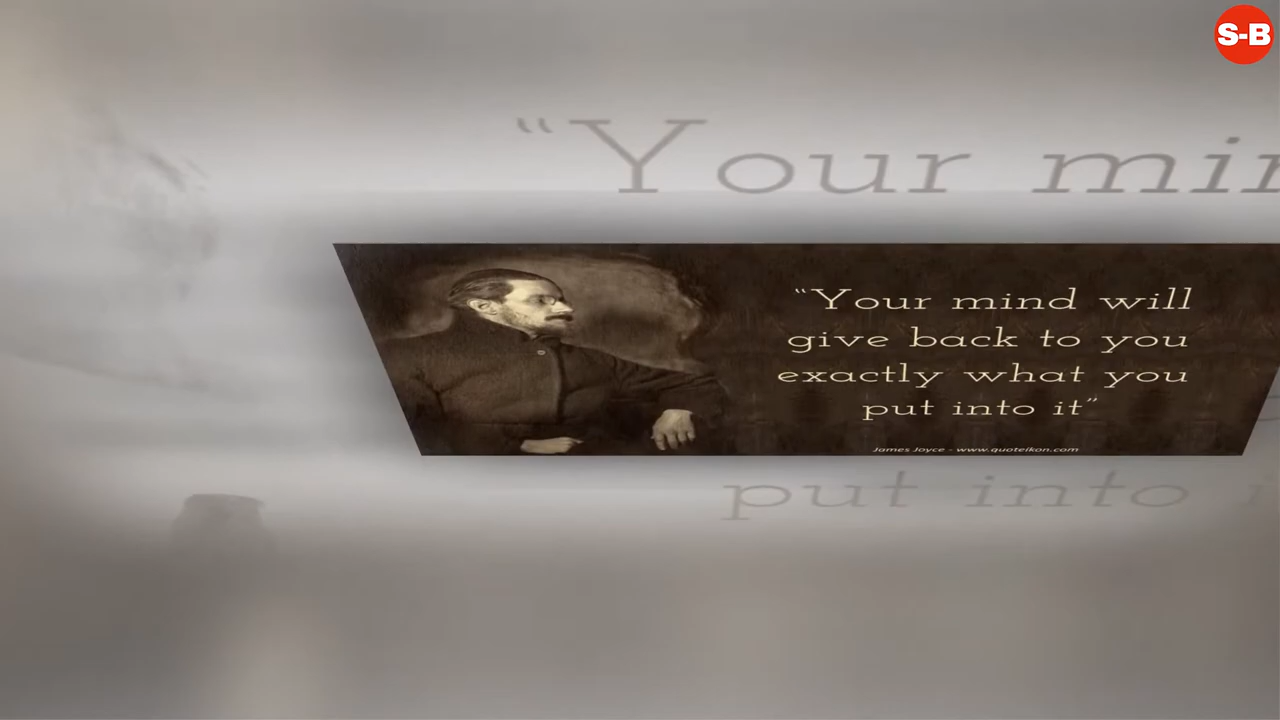 S-B
“Your min
“Your mind will
give back to you
exactly what you
put into it”
James Joyce - www.quoteikon.com
put into i